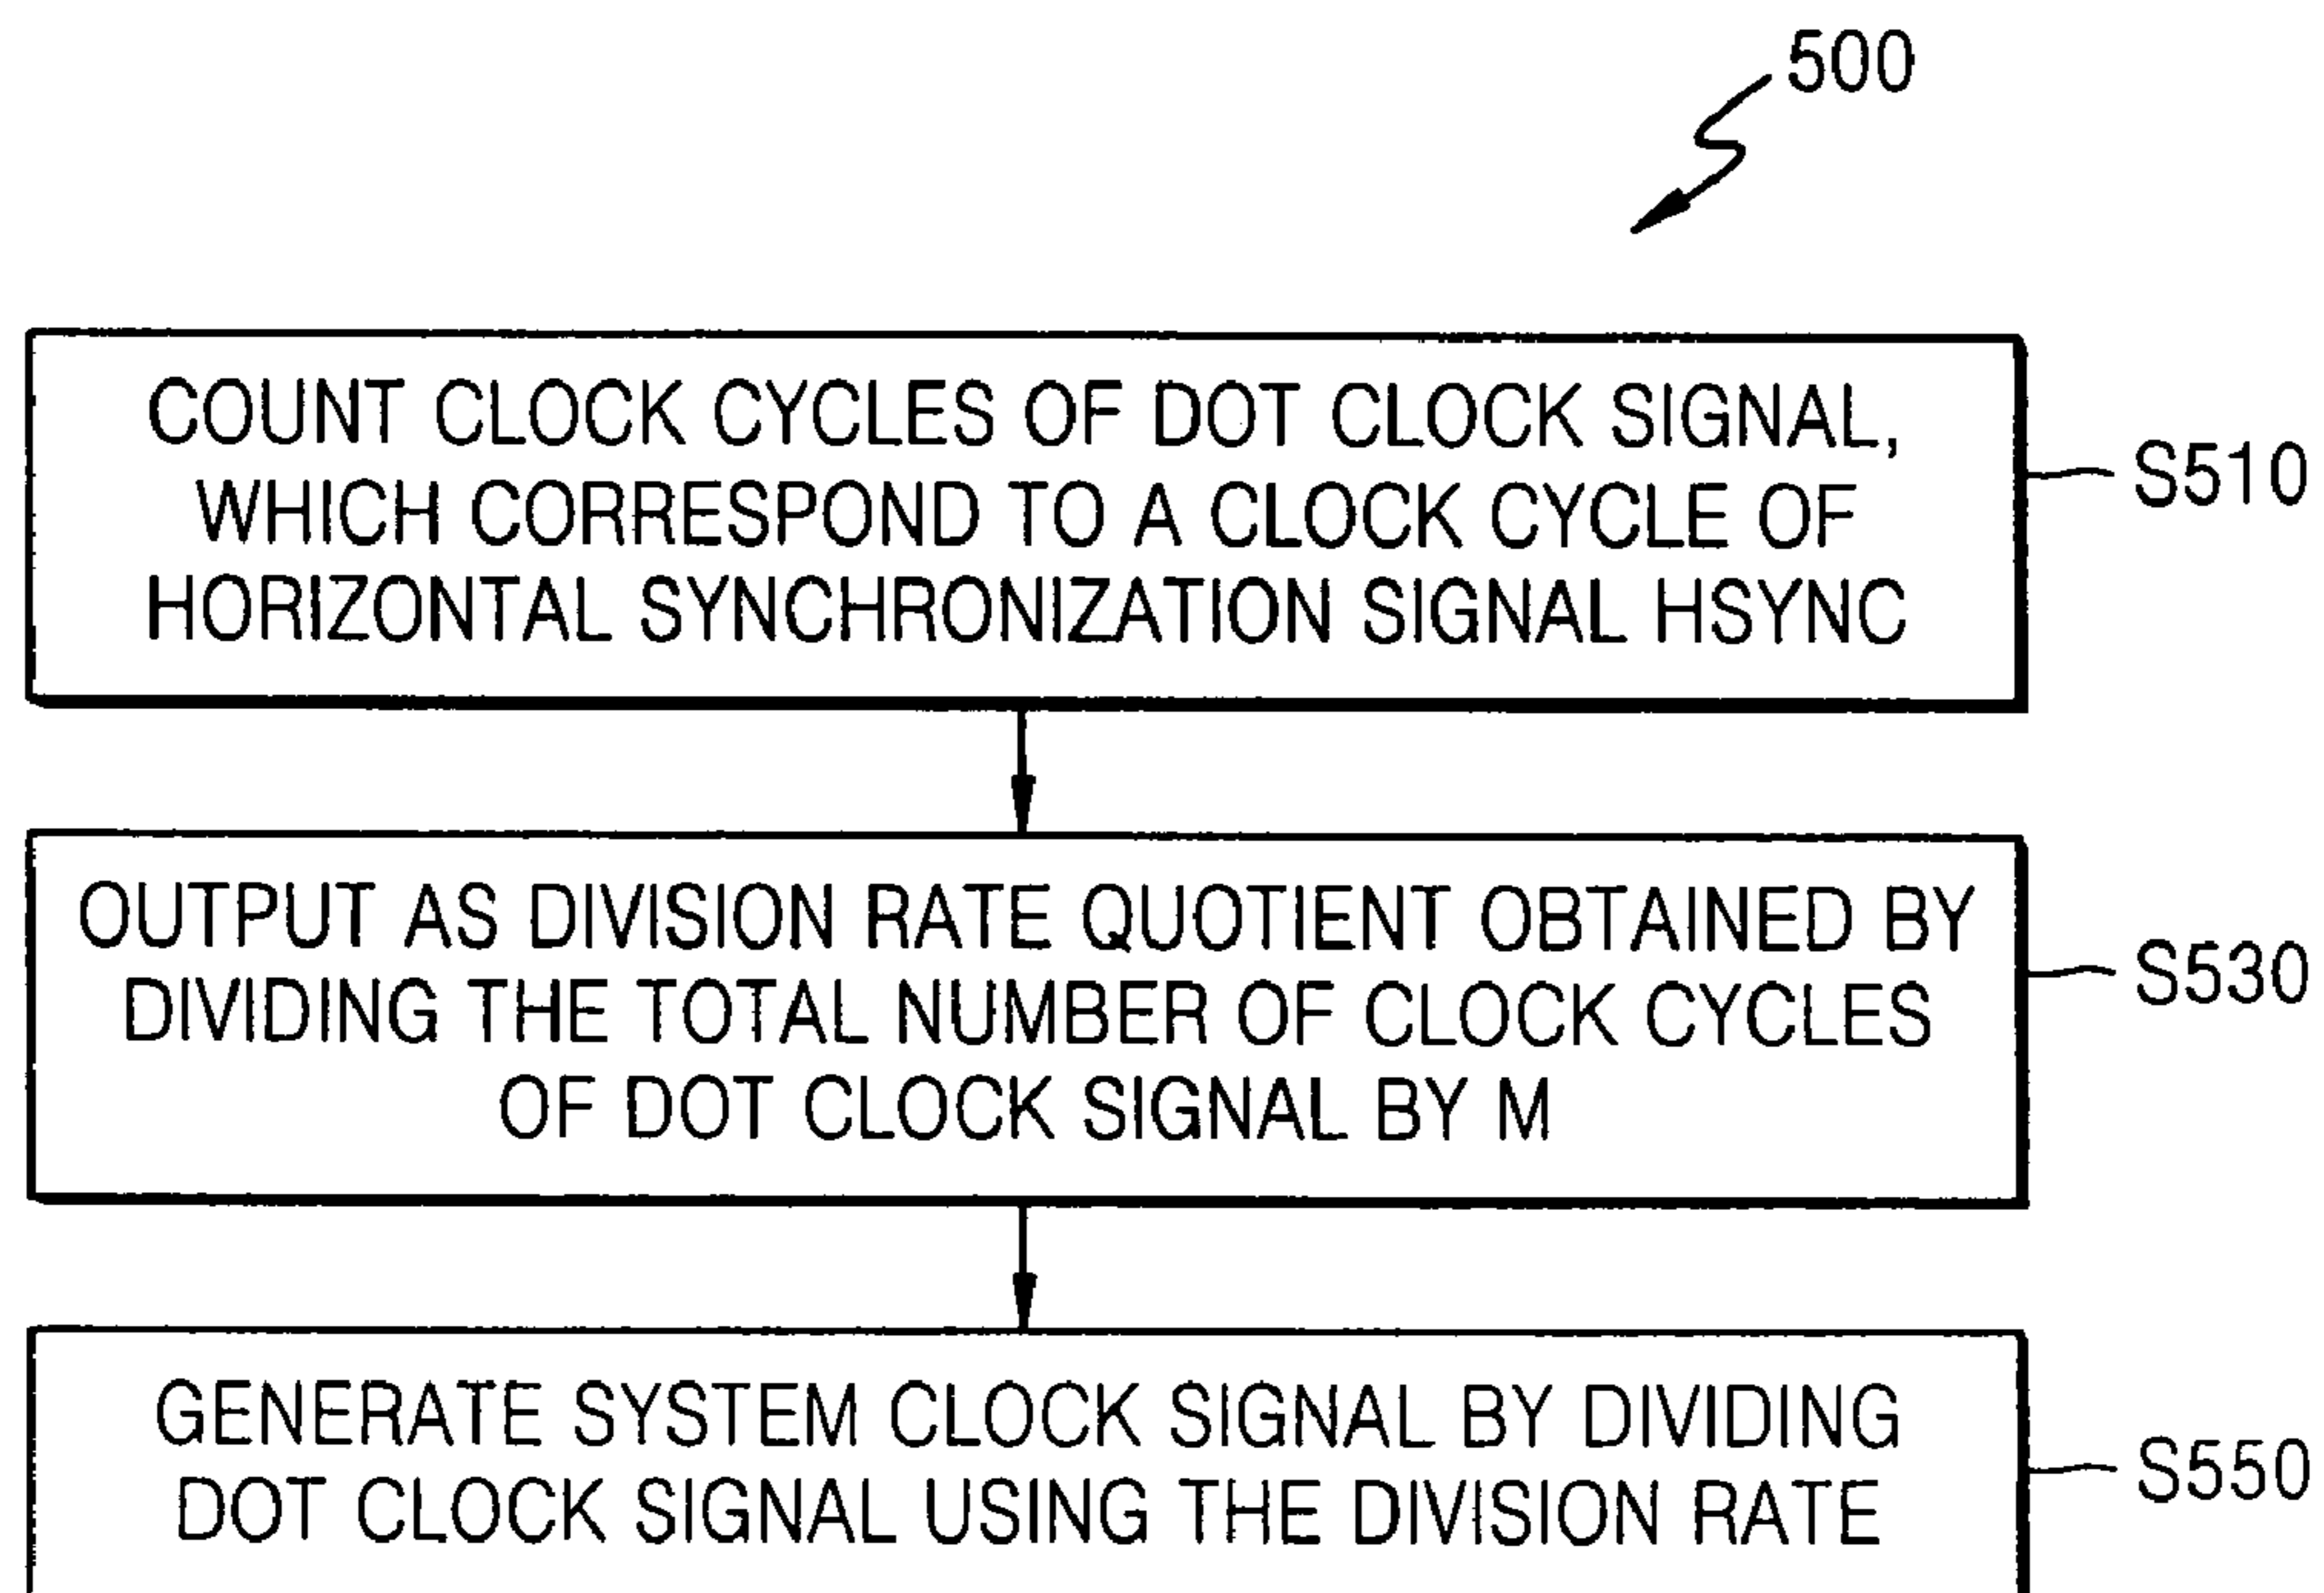 500
COUNT CLOCK CYCLES OF DOT CLOCK SIGNAL,
WHICH CORRESPOND TO A CLOCK CYCLE OF
HORIZONTAL SYNCHRONIZATION SIGNAL HSYNC
S510
OUTPUT AS DIVISION RATE QUOTIENT OBTAINED BY
DIVIDING THE TOTAL NUMBER OF CLOCK CYCLES
OF DOT CLOCK SIGNAL BY M
S530
GENERATE SYSTEM CLOCK SIGNAL BY DIVIDING
DOT CLOCK SIGNAL USING THE DIVISION RATE
S550